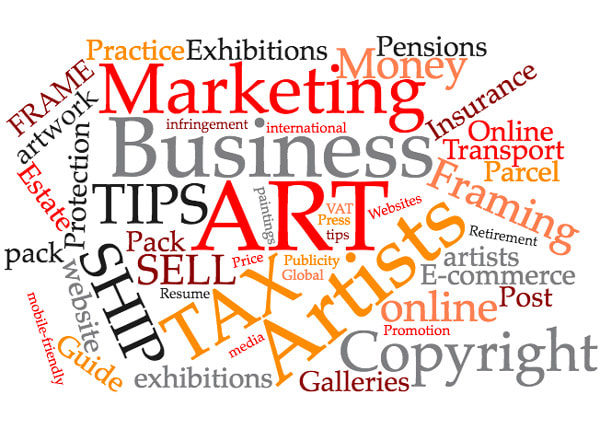 Practice
Exhibitions
Pensions
Money
FRAME
Marketing
Insurance
artwork
infringement
international
Online
Business
Transport
Protection
Parcel
Estate
TIPS
ART
paintings
VAT
Press
tips
Websites
Framing
Retirement
pack
Pack
SELL
Price
Publicity
Global
Artists
artists
E-commerce
website
SHIP
Resume
TAX
online
Post
mobile-friendly
Guide
media
Promotion
Copyright
exhibitions
Galleries